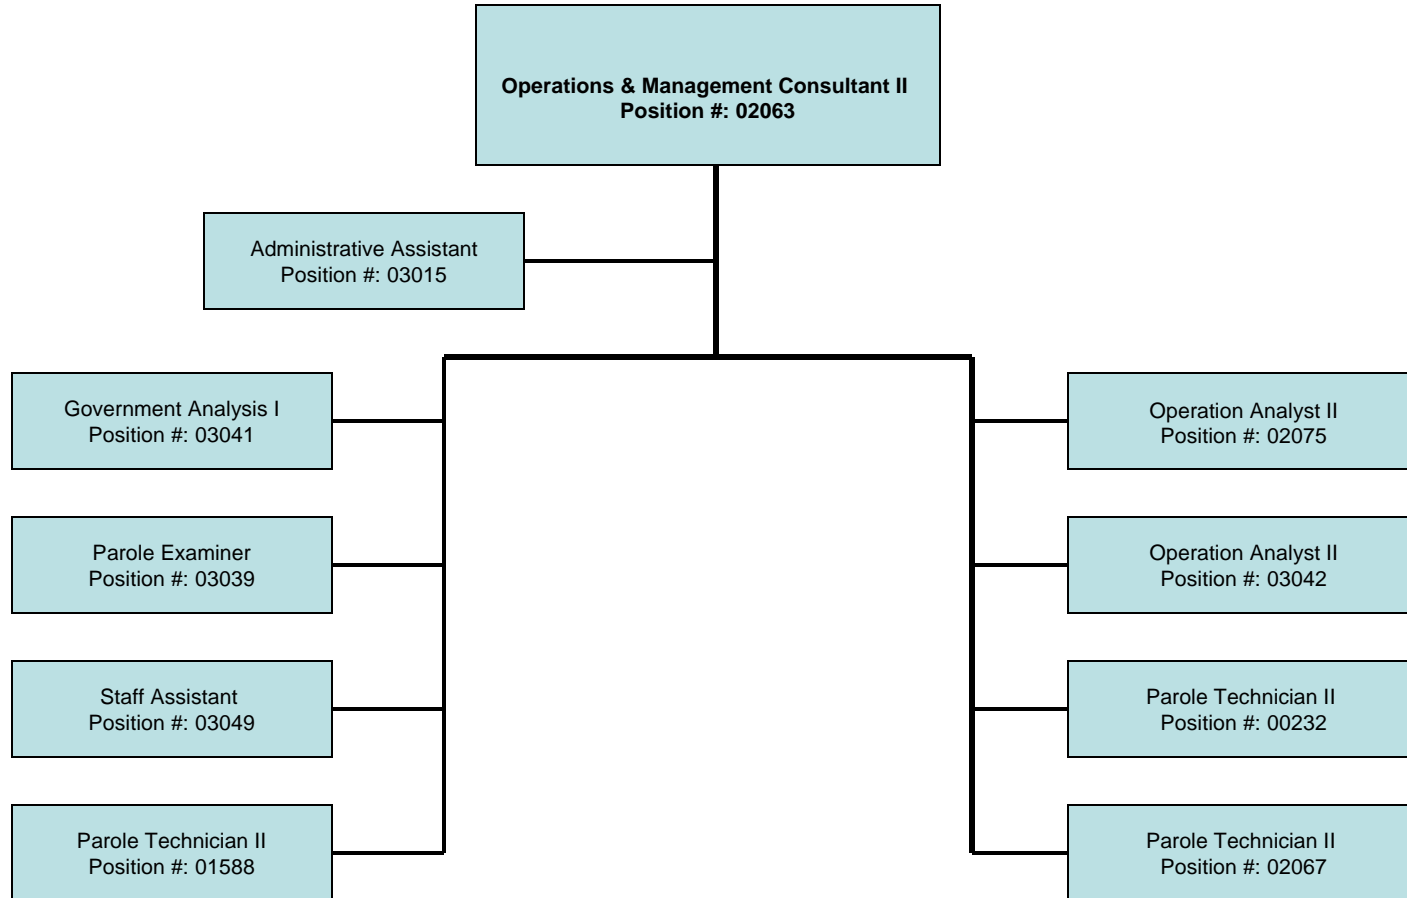 Operations & Management Consultant II
Position #: 02063
Administrative Assistant
Position #: 03015
Government Analysis I
Position #: 03041
Parole Examiner
Position #: 03039
Staff Assistant
Position #: 03049
Parole Technician II
Position #: 01588
Operation Analyst II
Position #: 02075
Operation Analyst II
Position #: 03042
Parole Technician II
Position #: 00232
Parole Technician II
Position #: 02067